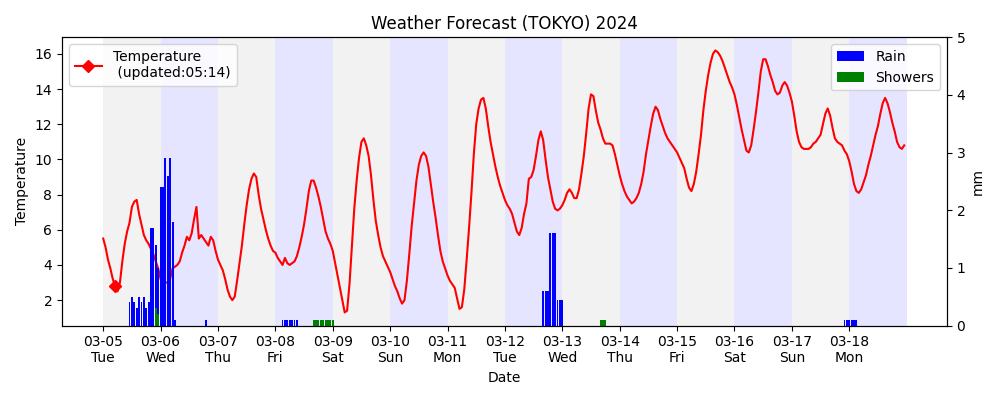 Weather Forecast (TOKYO) 2024
Temperature
(updated:05:14)
Rain
Showers
Temperature
16
14
12
10
8
6
4
2
5
4
3
2
1
0
mm
03-05 03-06 03-07 03-08 03-09 03-10 03-11 03-12 03-13 03-14 03-15 03-16 03-17 03-18
Tue Wed Thu Fri Sat Sun Mon Tue Wed Thu Fri Sat Sun Mon
Date